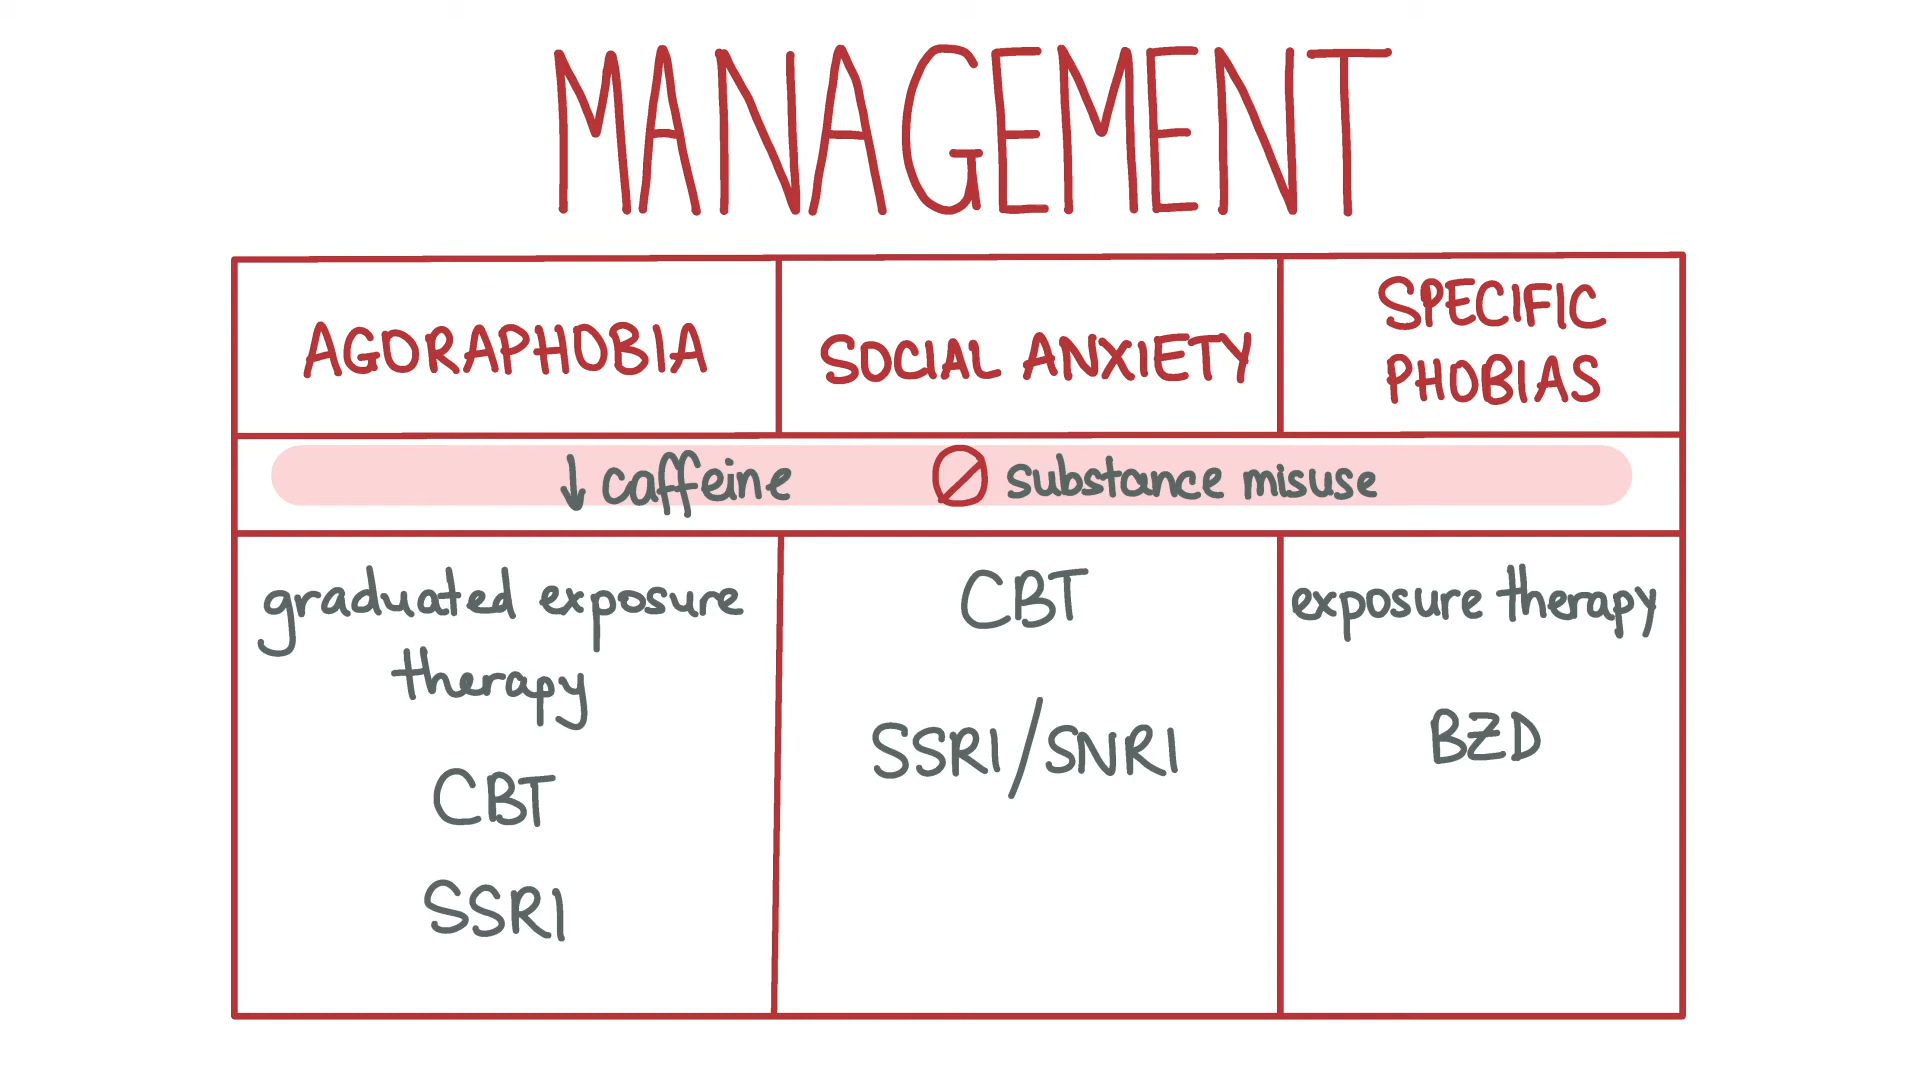 MANAGEMENT
AGORAPHOBIA
SOCIAL ANXIETY
SPECIFIC
PHOBIAS
↓ caffeine
substance misuse
graduated exposure
therapy
CBT
SSRI
CBT
SSRI/SNRI
exposure therapy
BZD